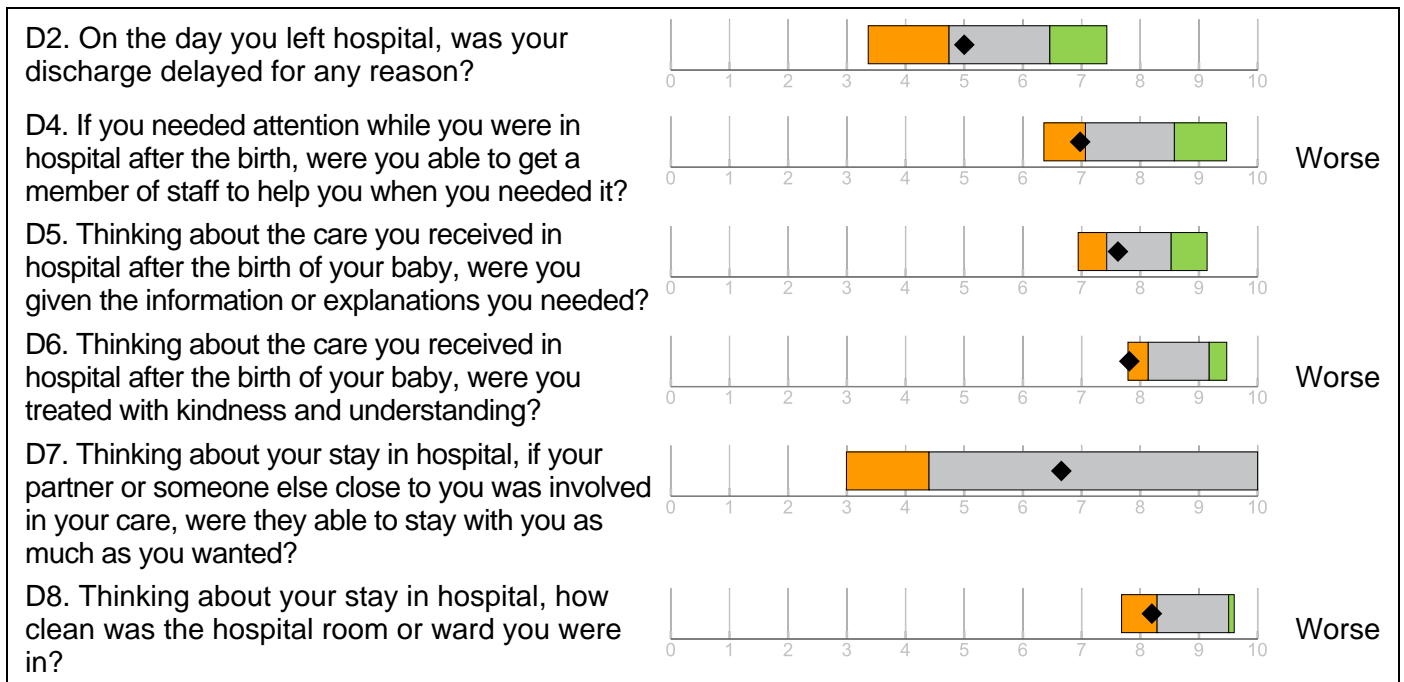 D2. On the day you left hospital, was your
discharge delayed for any reason?
0 1 2 3 4 5 6 7 8 9 10
D4. If you needed attention while you were in
hospital after the birth, were you able to get a
member of staff to help you when you needed it?
0 1 2 3 4 5 6 7 8 9 10
Worse
D5. Thinking about the care you received in
hospital after the birth of your baby, were you
given the information or explanations you needed?
0 1 2 3 4 5 6 7 8 9 10
D6. Thinking about the care you received in
hospital after the birth of your baby, were you
treated with kindness and understanding?
0 1 2 3 4 5 6 7 8 9 10
Worse
D7. Thinking about your stay in hospital, if your
partner or someone else close to you was involved
in your care, were they able to stay with you as
much as you wanted?
0 1 2 3 4 5 6 7 8 9 10
D8. Thinking about your stay in hospital, how
clean was the hospital room or ward you were
in?
0 1 2 3 4 5 6 7 8 9 10
Worse